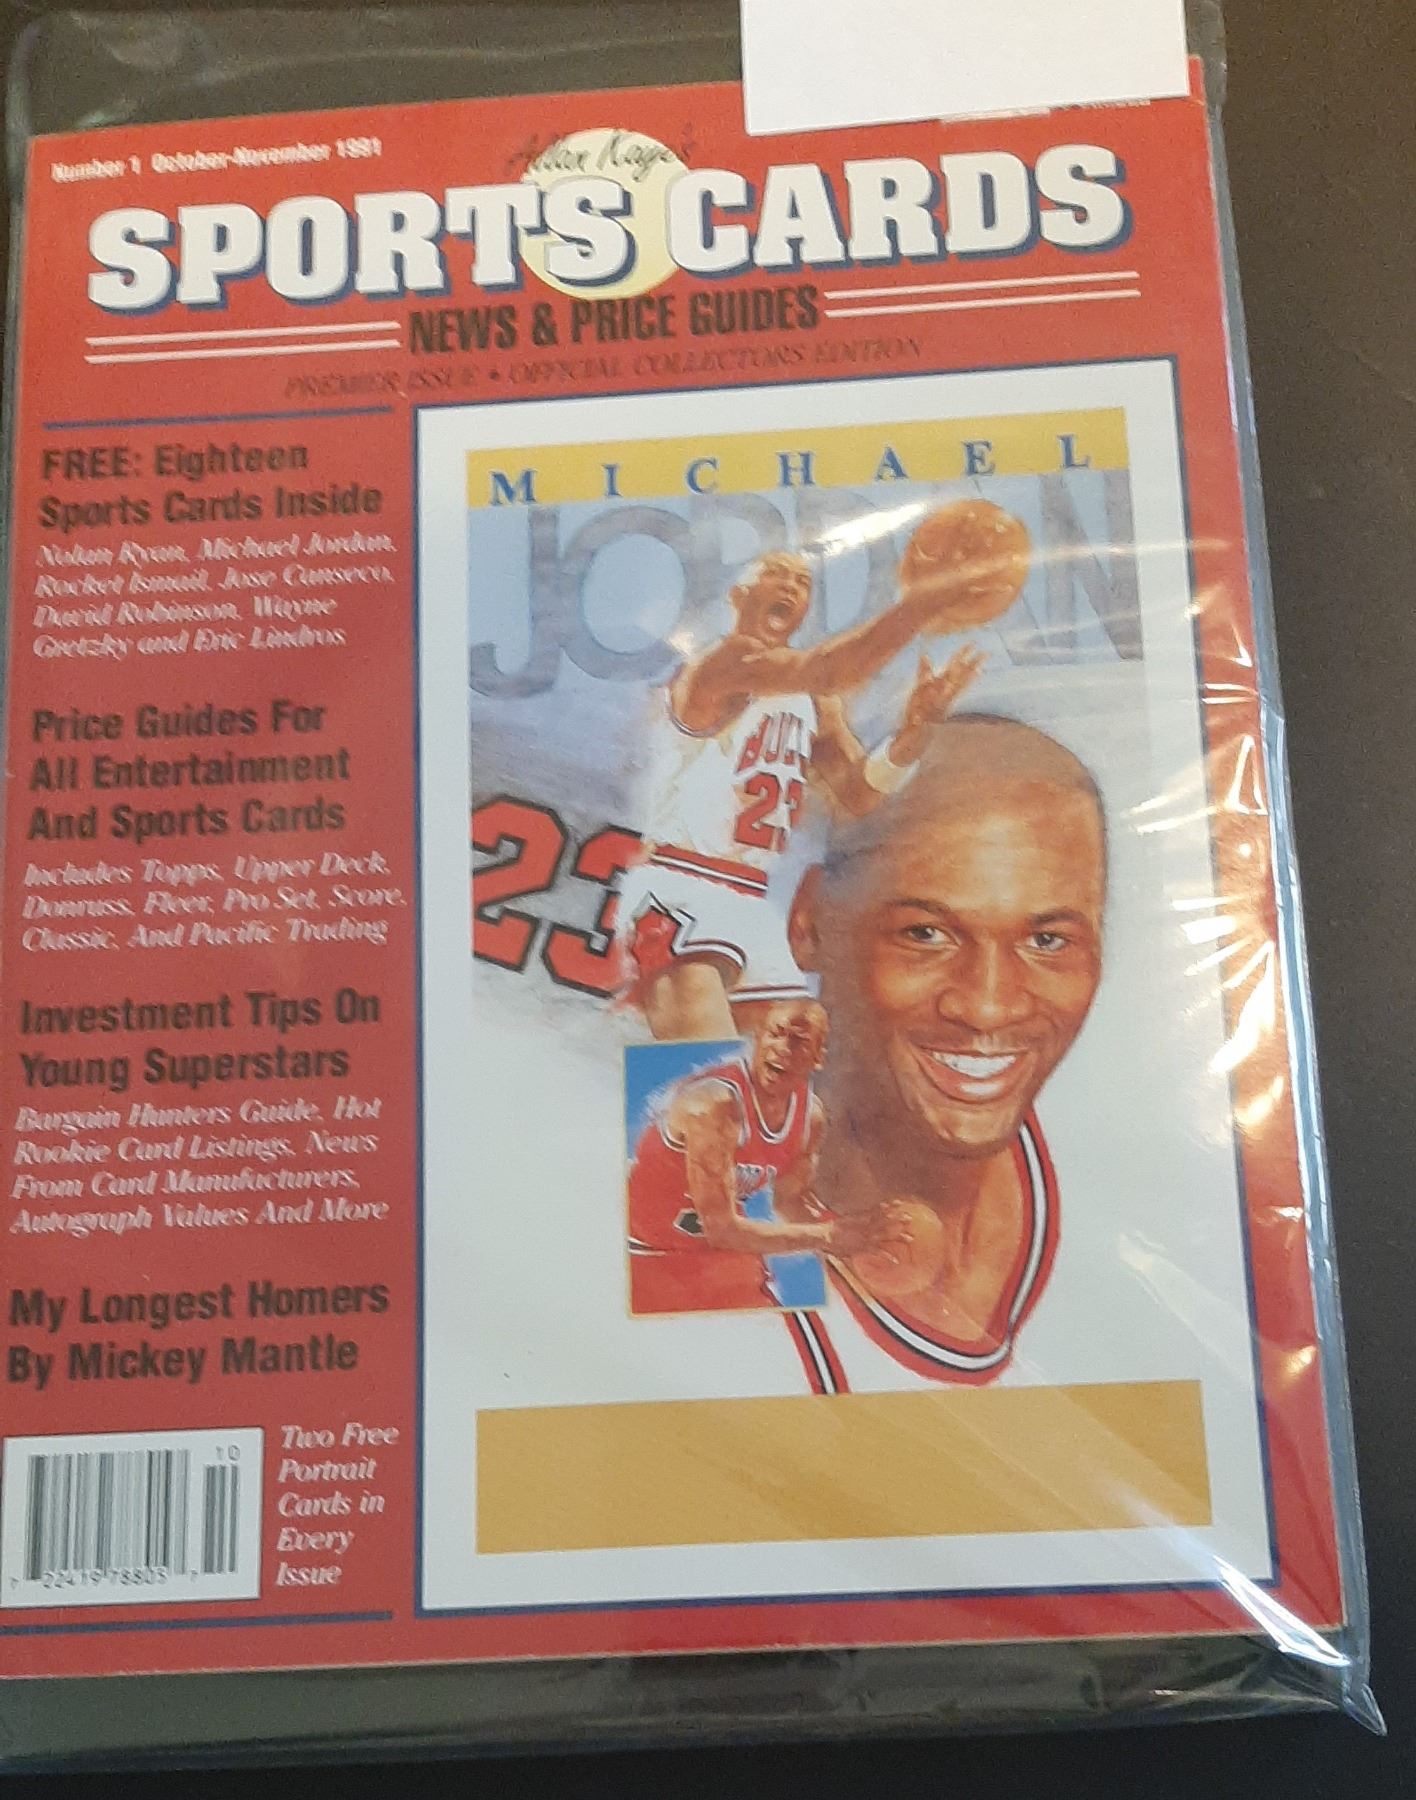 Number 1 October-November 1991
Allan Kaye's
SPORTS CARDS
NEWS & PRICE GUIDES
PREMIER ISSUE • OFFICIAL COLLECTORS EDITION
FREE: Eighteen
Sports Cards Inside
Nolan Ryan, Michael Jordan,
Rocket Ismail, Jose Canseco,
David Robinson, Wayne
Gretzky and Eric Lindros
Price Guides For
All Entertainment
And Sports Cards
Includes Topps, Upper Deck,
Donruss, Fleer, Pro Set, Score,
Classic, And Pacific Trading
Investment Tips On
Young Superstars
Bargain Hunters Guide, Hot
Rookie Card Listings, News
From Card Manufacturers,
Autograph Values And More
My Longest Homers
By Mickey Mantle
Two Free
Portrait
Cards in
Every
Issue
10
7 22419 78803 7
MICHAEL
JORDAN
BULLS
23
23